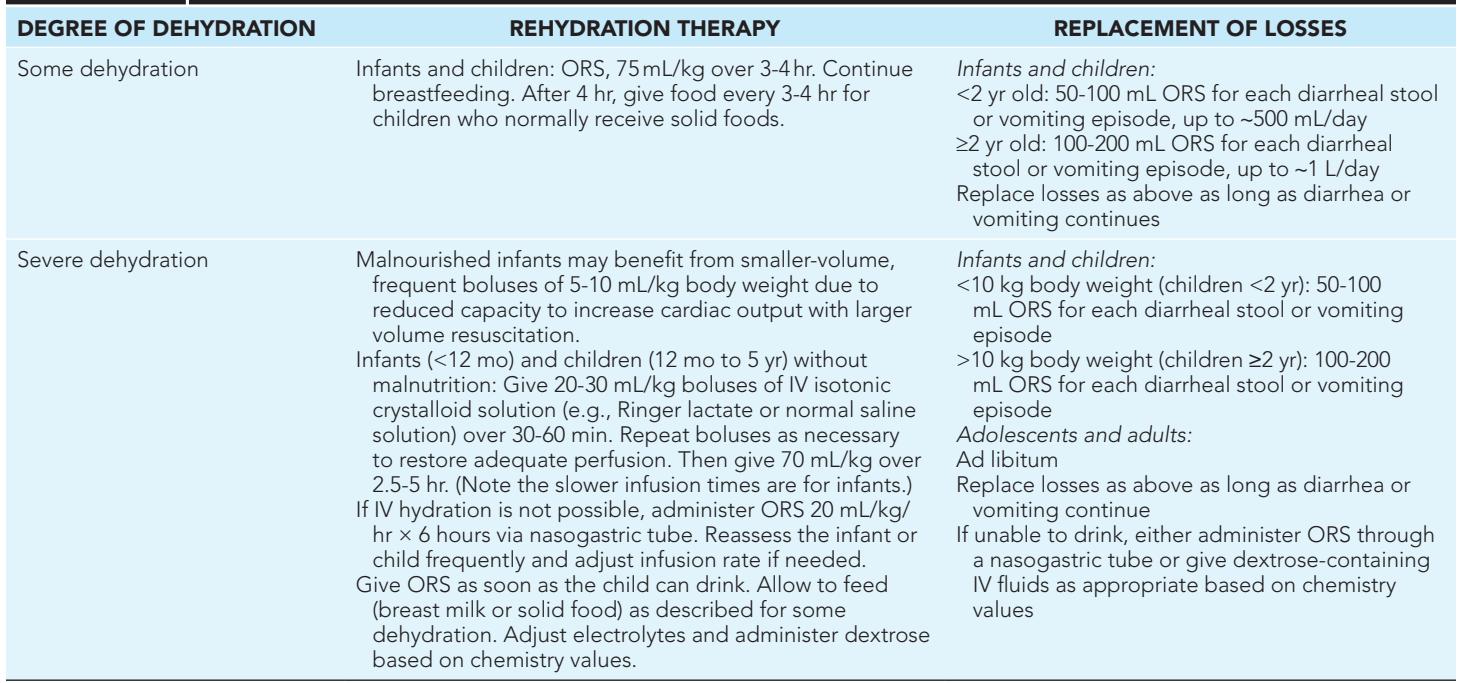 DEGREE OF DEHYDRATION
REHYDRATION THERAPY
REPLACEMENT OF LOSSES
Some dehydration
Infants and children: ORS, 75 mL/kg over 3-4 hr. Continue
breastfeeding. After 4 hr, give food every 3-4 hr for
children who normally receive solid foods.
Infants and children:
<2 yr old: 50-100 mL ORS for each diarrheal stool
or vomiting episode, up to ~500 mL/day
≥2 yr old: 100-200 mL ORS for each diarrheal
stool or vomiting episode, up to ~1 L/day
Replace losses as above as long as diarrhea or
vomiting continues
Severe dehydration
Malnourished infants may benefit from smaller-volume,
frequent boluses of 5-10 mL/kg body weight due to
reduced capacity to increase cardiac output with larger
volume resuscitation.
Infants (<12 mo) and children (12 mo to 5 yr) without
malnutrition: Give 20-30 mL/kg boluses of IV isotonic
crystalloid solution (e.g., Ringer lactate or normal saline
solution) over 30-60 min. Repeat boluses as necessary
to restore adequate perfusion. Then give 70 mL/kg over
2.5-5 hr. (Note the slower infusion times are for infants.)
If IV hydration is not possible, administer ORS 20 mL/kg/
hr × 6 hours via nasogastric tube. Reassess the infant or
child frequently and adjust infusion rate if needed.
Give ORS as soon as the child can drink. Allow to feed
(breast milk or solid food) as described for some
dehydration. Adjust electrolytes and administer dextrose
based on chemistry values.
Infants and children:
<10 kg body weight (children <2 yr): 50-100
mL ORS for each diarrheal stool or vomiting
episode
>10 kg body weight (children ≥2 yr): 100-200
mL ORS for each diarrheal stool or vomiting
episode
Adolescents and adults:
Ad libitum
Replace losses as above as long as diarrhea or
vomiting continue
If unable to drink, either administer ORS through
a nasogastric tube or give dextrose-containing
IV fluids as appropriate based on chemistry
values